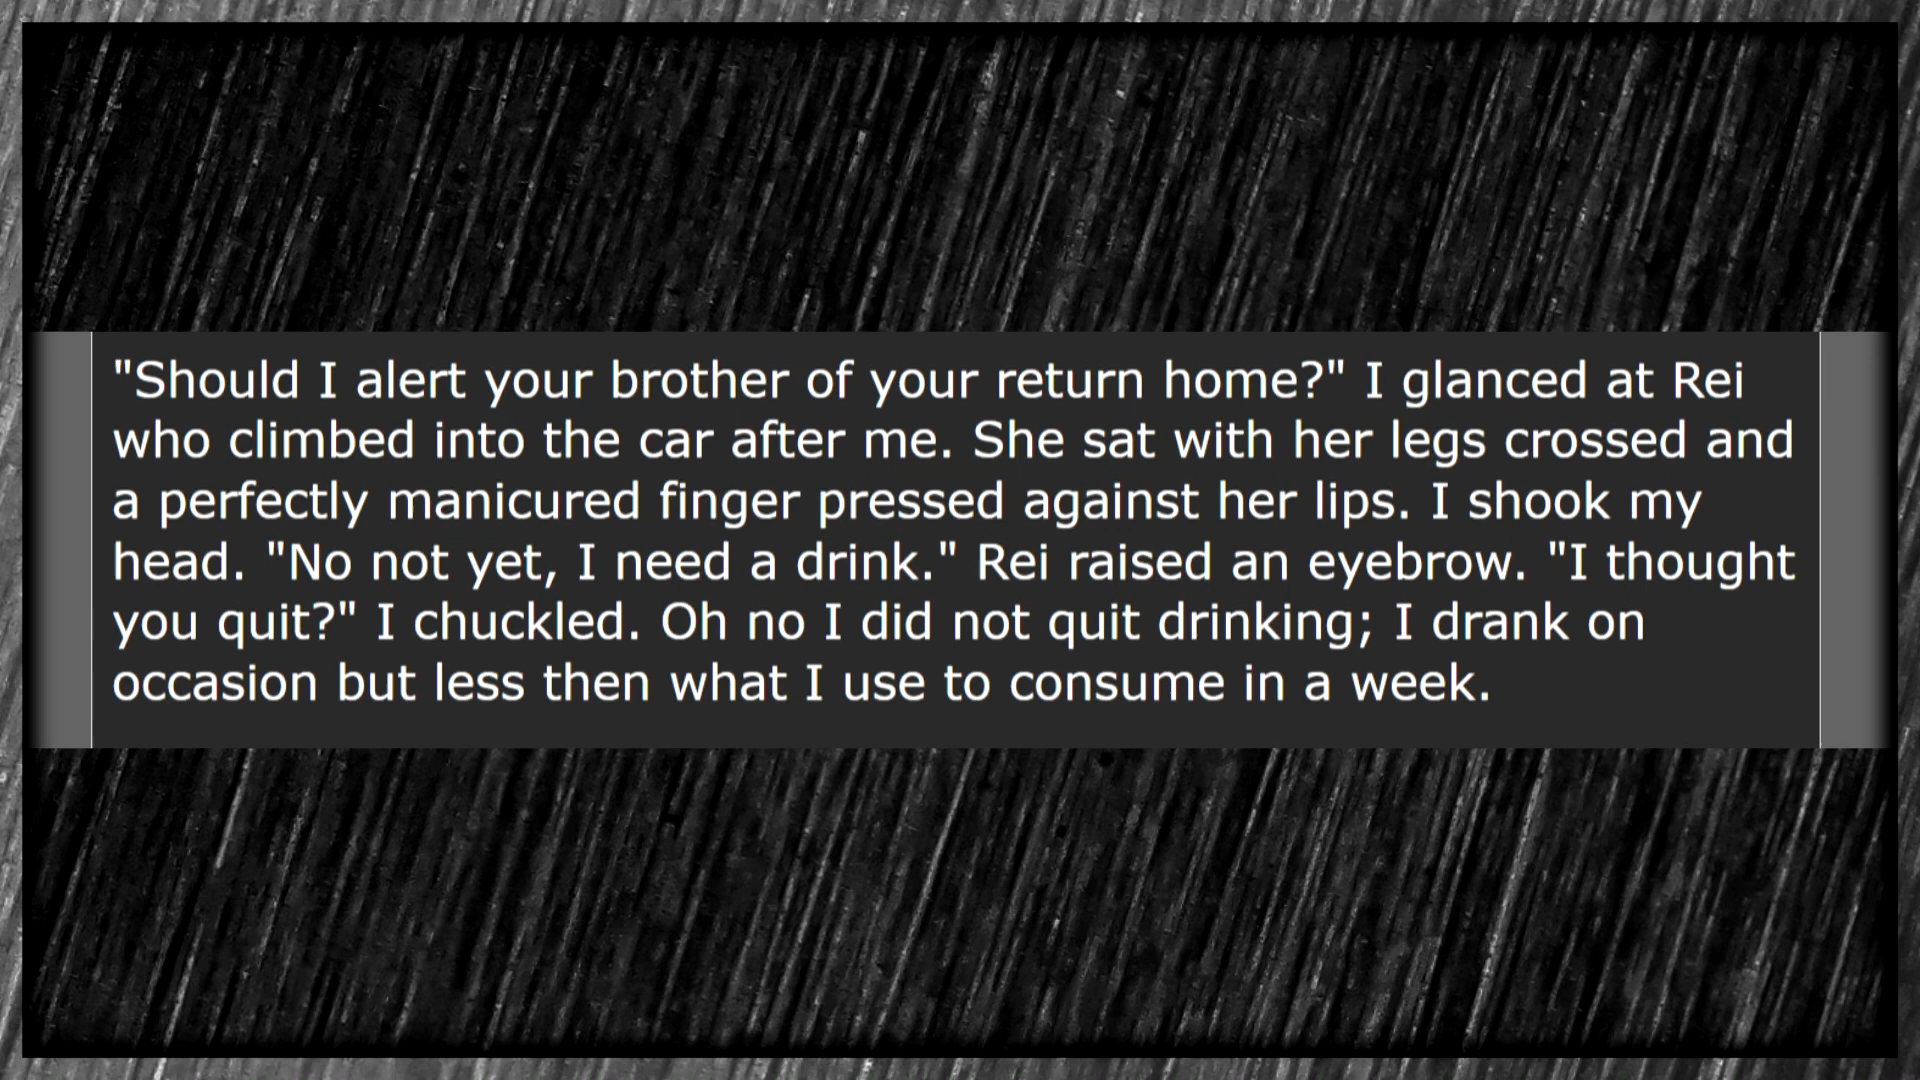 "Should I alert your brother of your return home?" I glanced at Rei
who climbed into the car after me. She sat with her legs crossed and
a perfectly manicured finger pressed against her lips. I shook my
head. "No not yet, I need a drink." Rei raised an eyebrow. "I thought
you quit?" I chuckled. Oh no I did not quit drinking; I drank on
occasion but less then what I use to consume in a week.